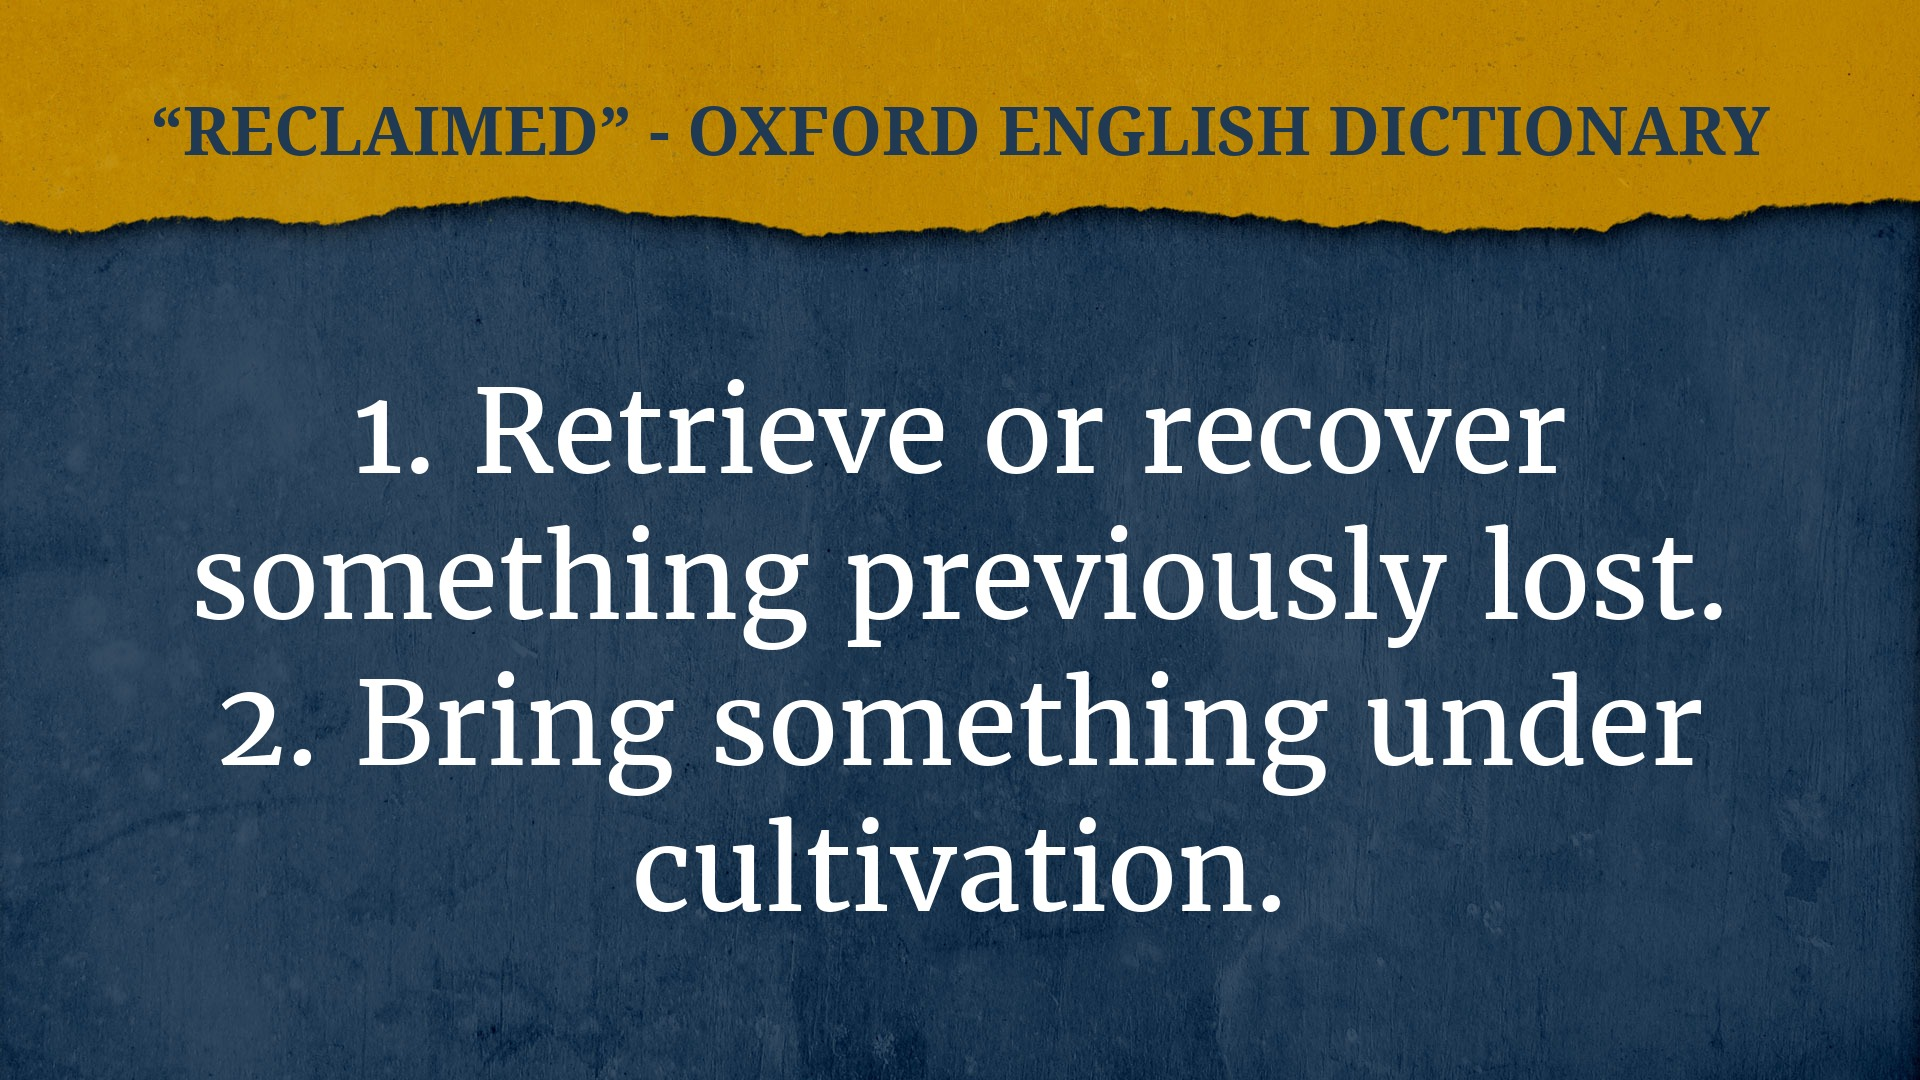 “RECLAIMED” - OXFORD ENGLISH DICTIONARY
1. Retrieve or recover
something previously lost.
2. Bring something under
cultivation.